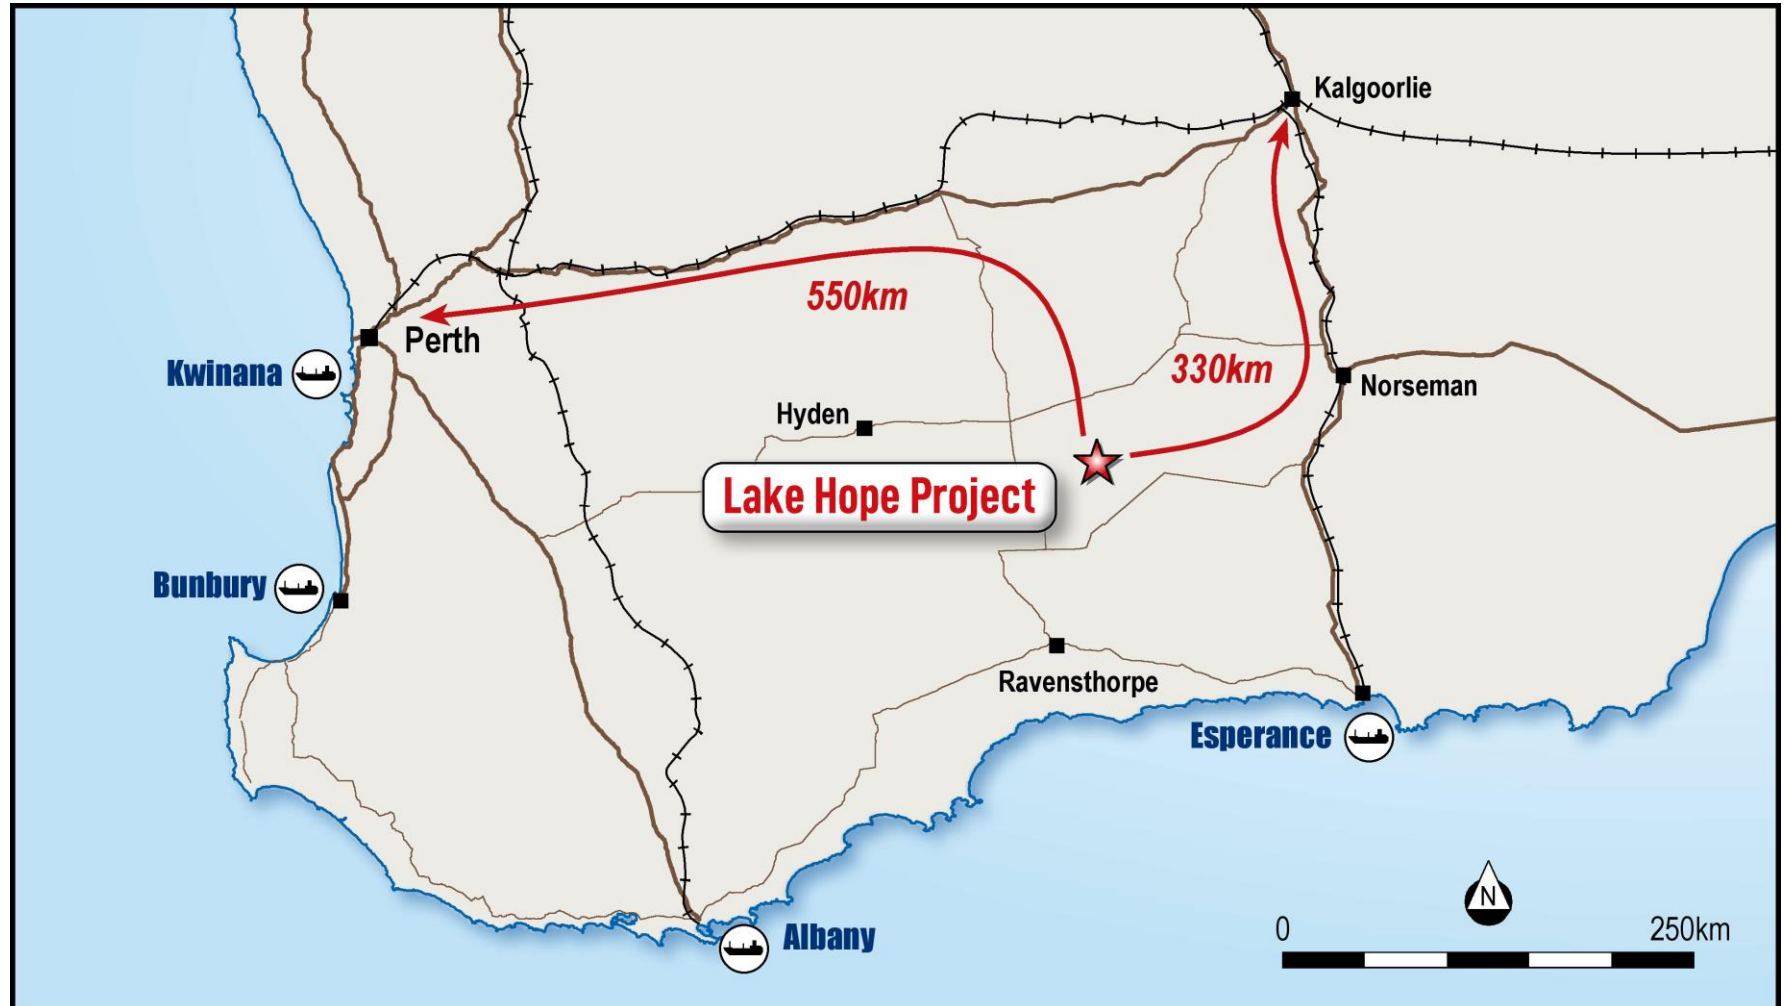 Kalgoorlie
550km
Perth
Kwinana
330km
Norseman
Hyden
Lake Hope Project
Bunbury
Ravensthorpe
Esperance
Albany
N
0
250km